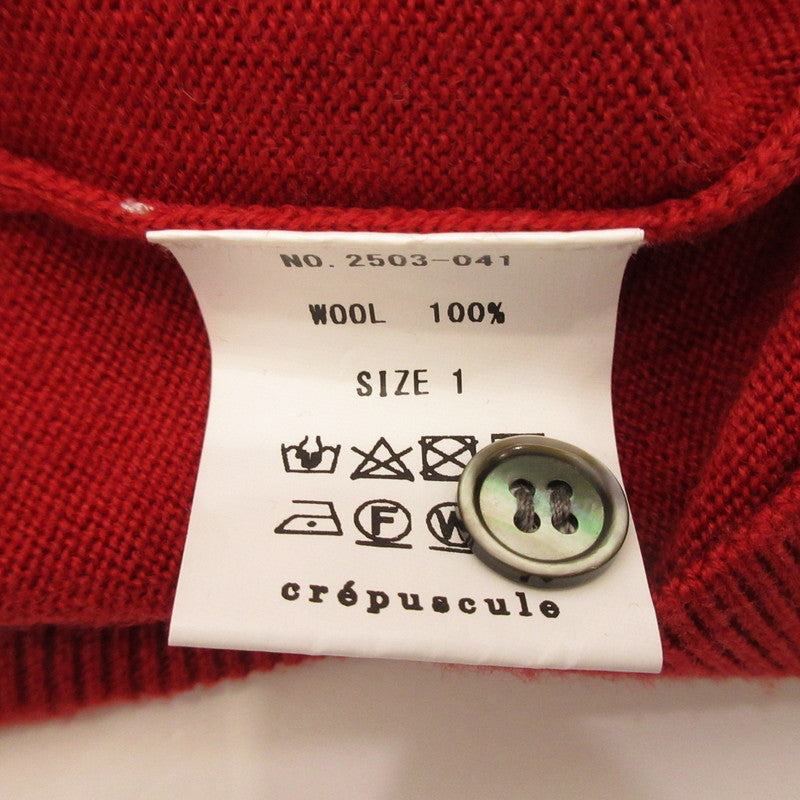 NO. 2503-041
WOOL 100%
SIZE 1
F W
crépuscule